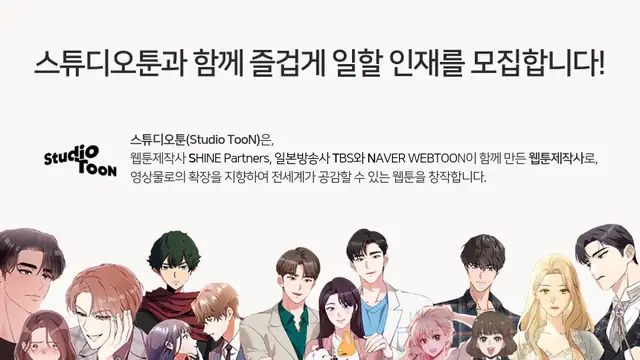 스튜디오툰과 함께 즐겁게 일할 인재를 모집합니다!
Studio
TOON
스튜디오툰(Studio TooN)은,
웹툰제작사 SHINE Partners, 일본방송사 TBS와 NAVER WEBTOON이 함께 만든 웹툰제작사로,
영상물로의 확장을 지향하여 전세계가 공감할 수 있는 웹툰을 창작합니다.